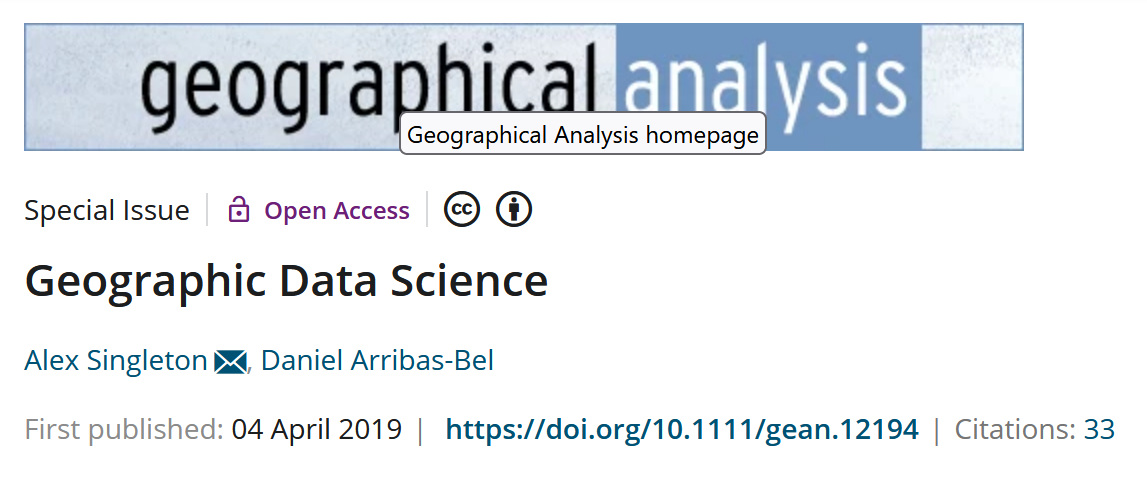 geographical analysis
Geographical Analysis homepage
Special Issue Open Access cc
Geographic Data Science
Alex Singleton, Daniel Arribas-Bel
First published: 04 April 2019 | https://doi.org/10.1111/gean.12194 | Citations: 33